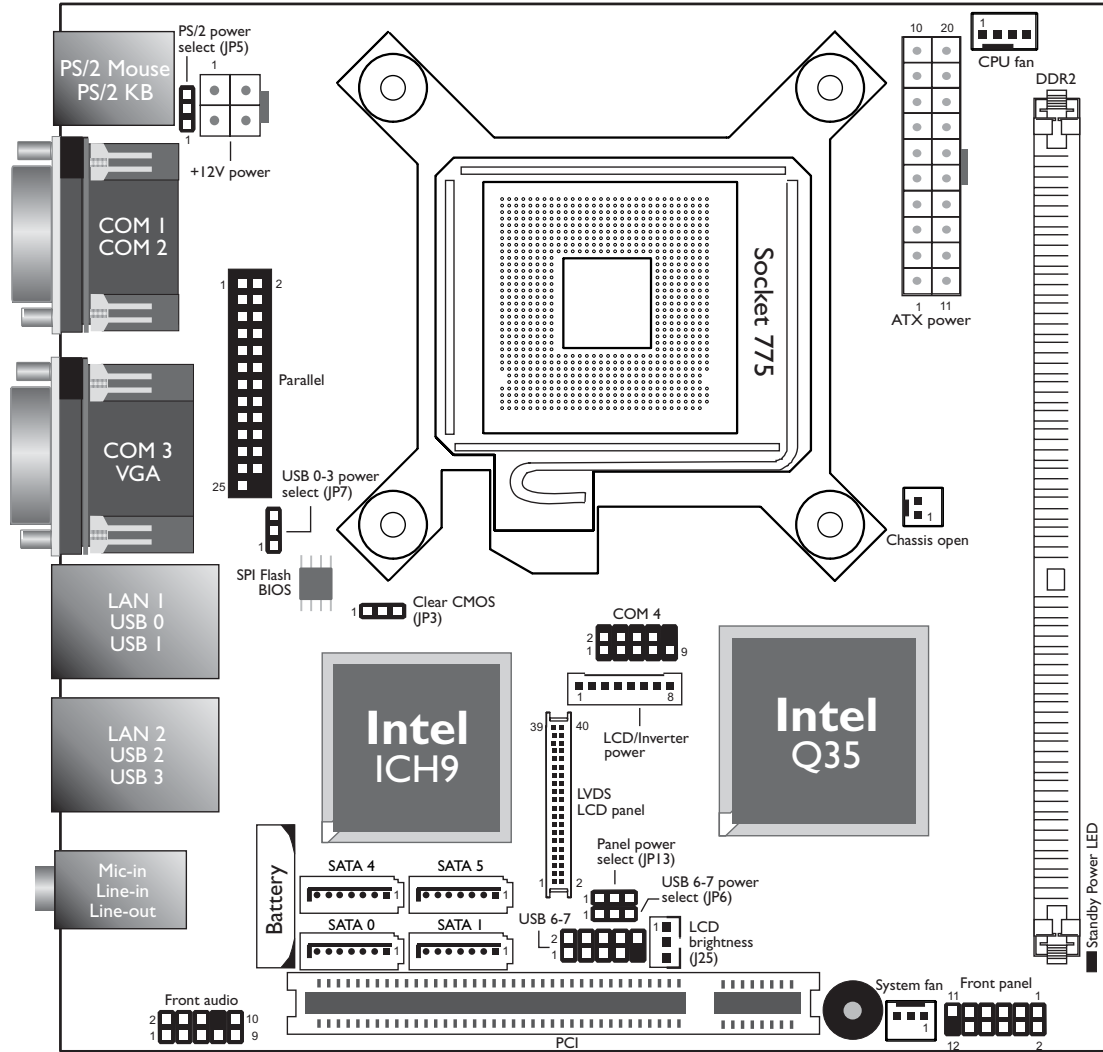 PS/2 power
select (JP5)
1
1
+12V power
PS/2 Mouse
PS/2 KB
1
CPU fan
10 20
1 11
ATX power
DDR2
COM 1
COM 2
1 2
Parallel
25
Socket 775
COM 3
VGA
USB 0-3 power
select (JP7)
1
1
Chassis open
SPI Flash
BIOS
1
Clear CMOS
(JP3)
LAN 1
USB 0
USB 1
COM 4
2
1 9
1 8
LCD/Inverter
power
Intel
ICH9
Intel
Q35
LAN 2
USB 2
USB 3
39 40
LVDS
LCD panel
1 2
Panel power
select (JP13)
1
USB 6-7 power
select (JP6)
1
Mic-in
Line-in
Line-out
Battery
SATA 4
1
SATA 5
1
SATA 0
1
SATA 1
1
USB 6-7
2
1
1
LCD
brightness
(J25)
Standby Power LED
Front audio
2 10
1 9
PCI
System fan
1
Front panel
11 1
12 2